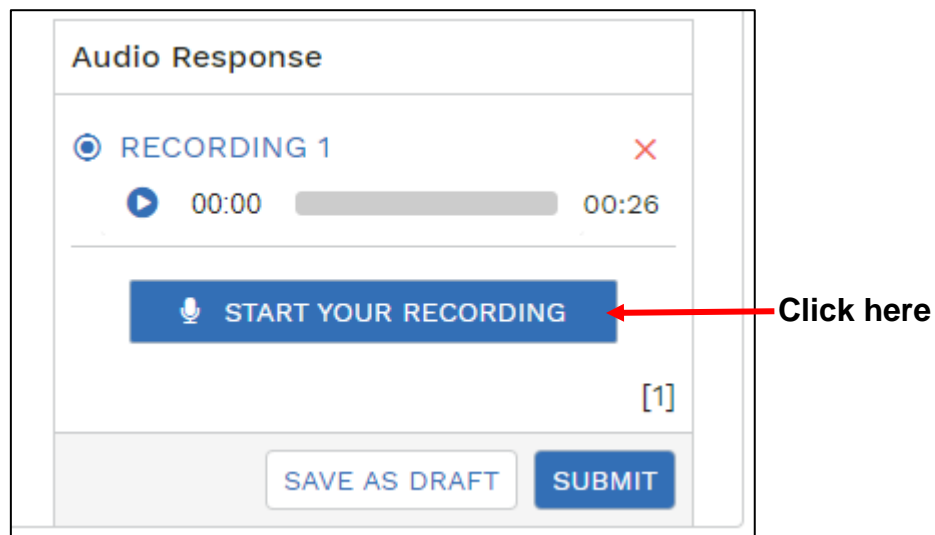 Audio Response
RECORDING 1
00:00 00:26
START YOUR RECORDING
Click here
[1]
SAVE AS DRAFT SUBMIT